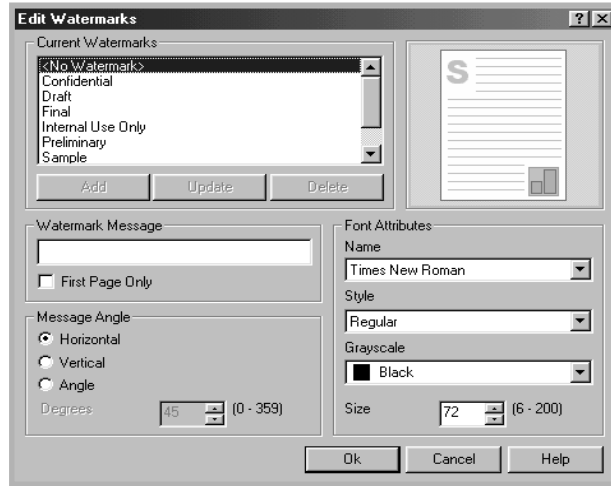 Edit Watermarks
Current Watermarks
<No Watermark>
Confidential
Draft
Final
Internal Use Only
Preliminary
Sample
Add Update Delete
S
Watermark Message
First Page Only
Message Angle
Horizontal
Vertical
Angle
Degrees 45 (0 - 359)
Font Attributes
Name
Times New Roman
Style
Regular
Grayscale
Black
Size 72 (6 - 200)
Ok Cancel Help